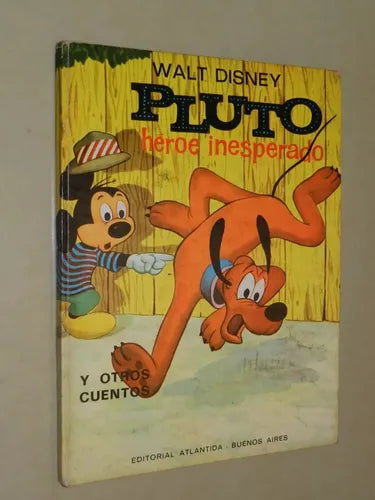 WALT DISNEY
PLUTO
héroe inesperado
Y OTROS
CUENTOS
EDITORIAL ATLANTIDA - BUENOS AIRES